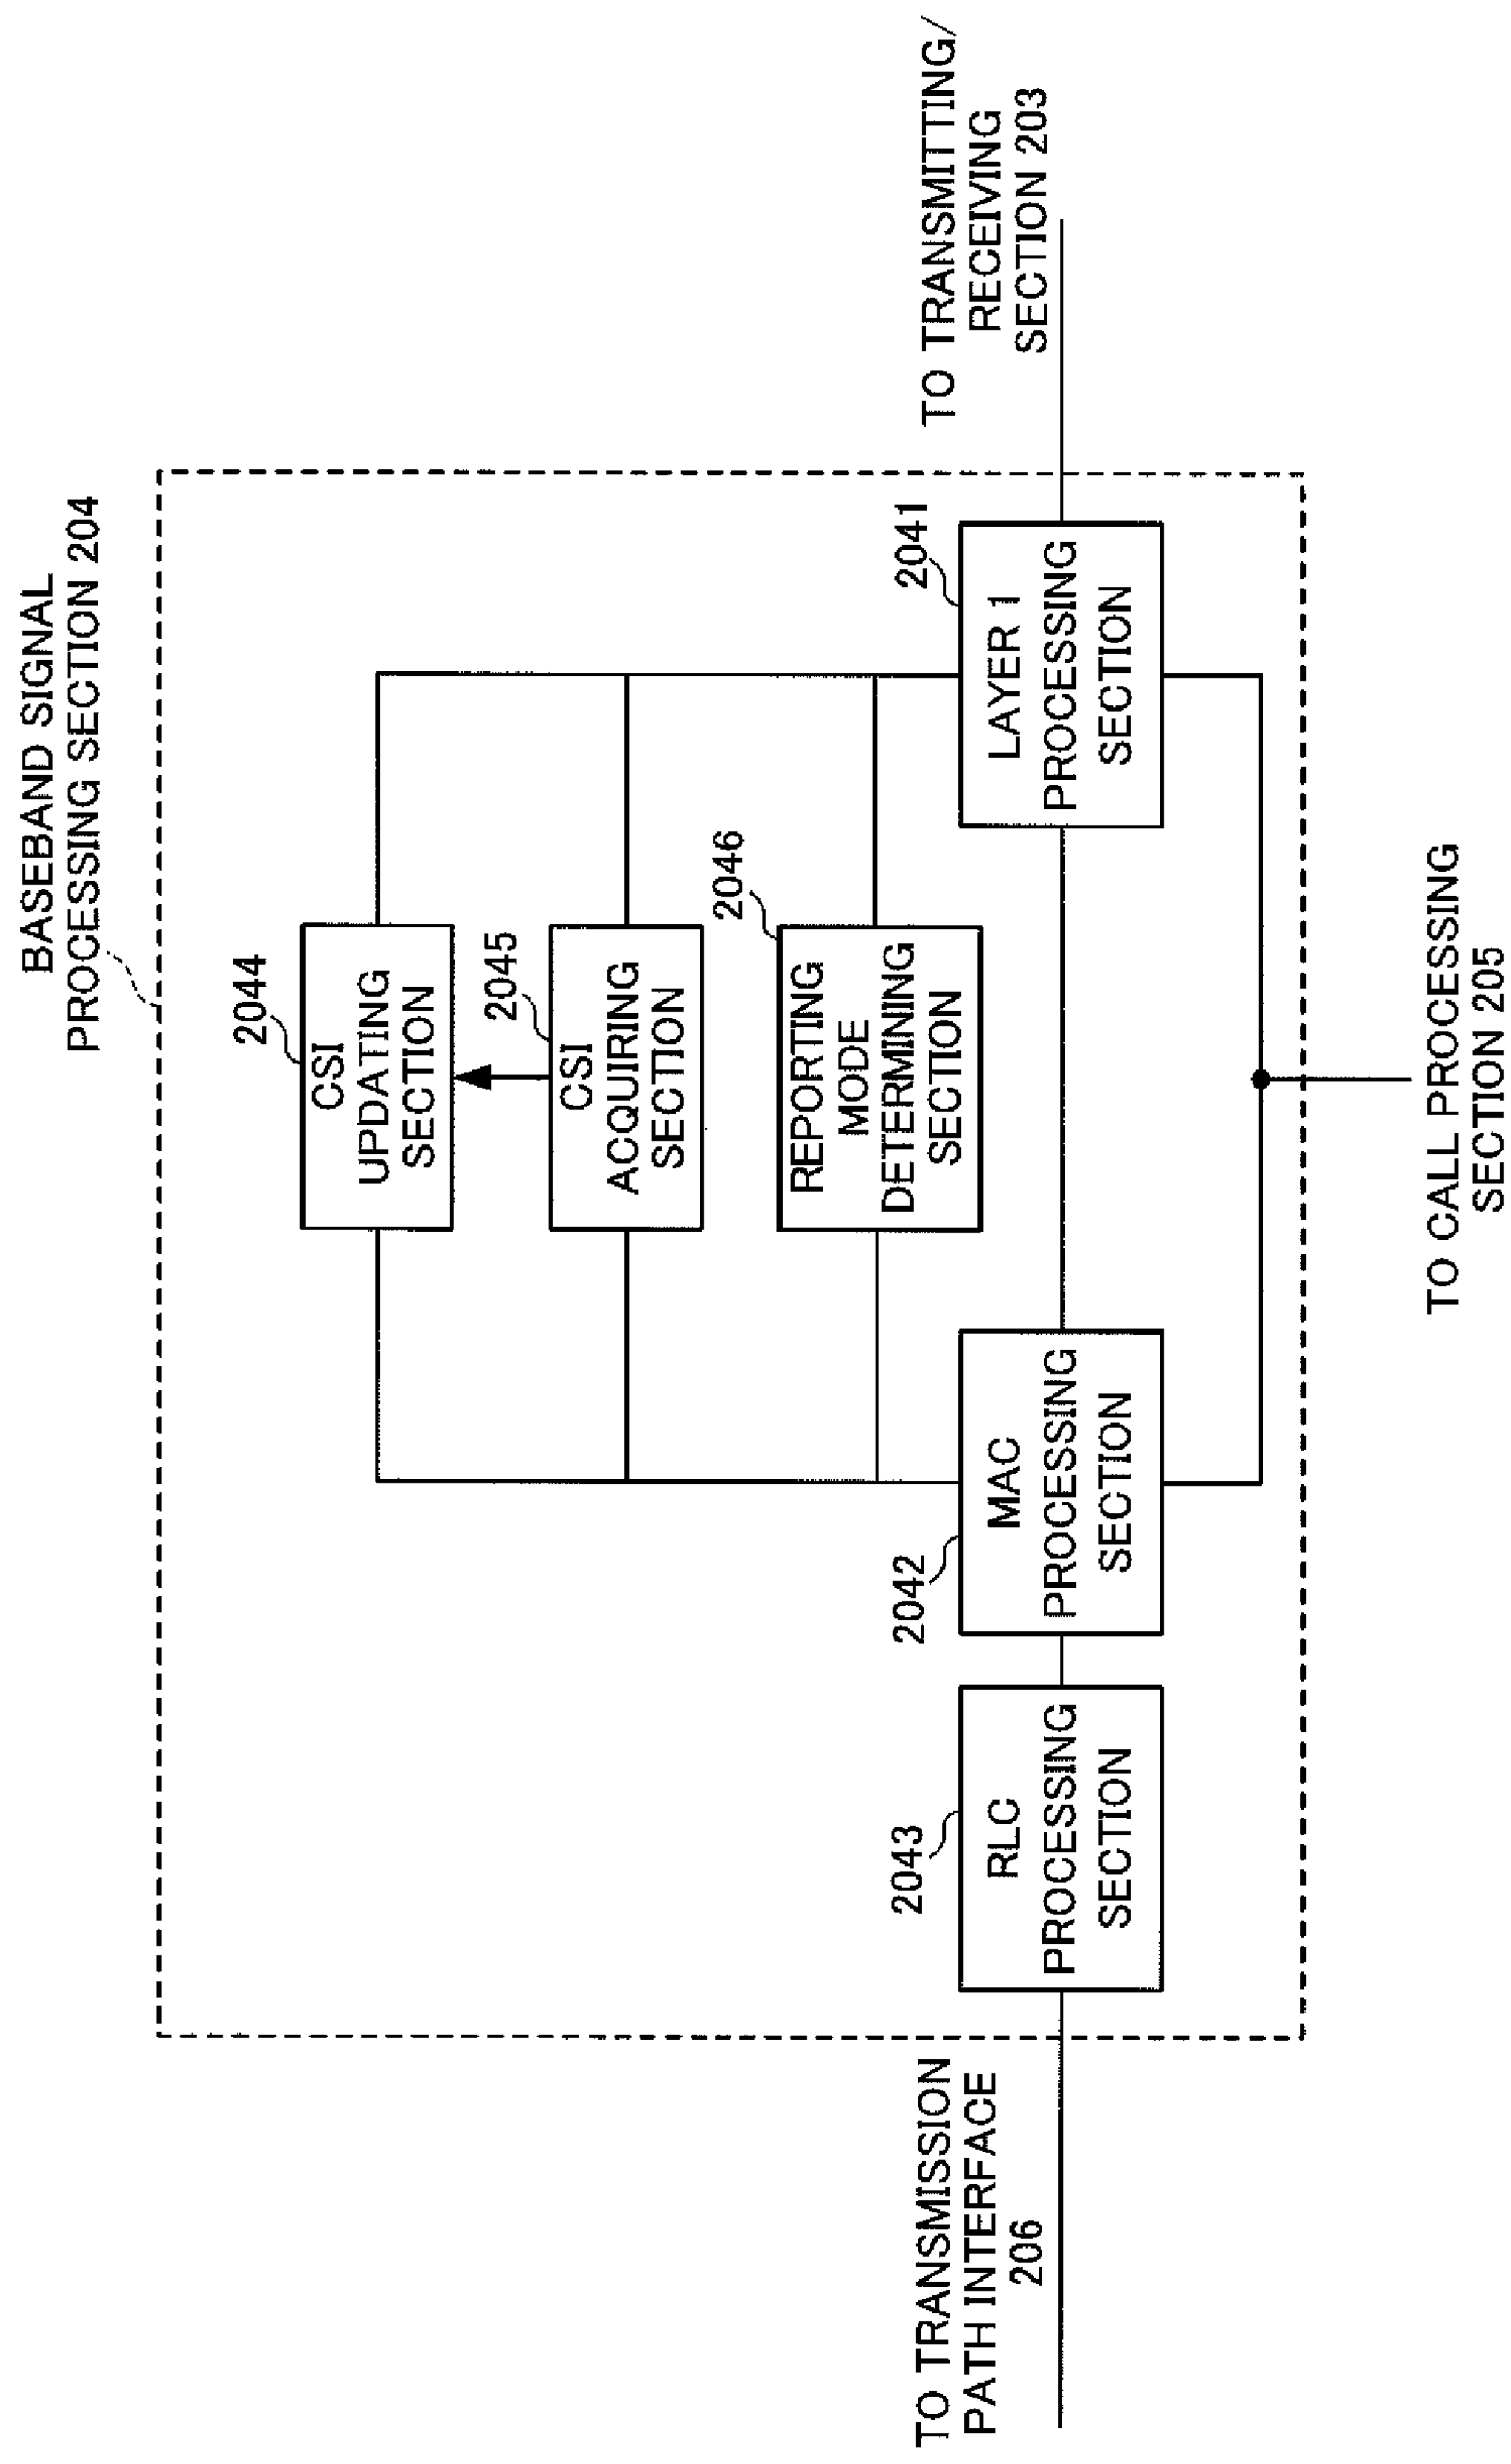 BASEBAND SIGNAL
PROCESSING SECTION 204
2044
CSI
UPDATING
SECTION
2045
CSI
ACQUIRING
SECTION
2046
REPORTING
MODE
DETERMINING
SECTION
TO TRANSMISSION
PATH INTERFACE
206
2043
RLC
PROCESSING
SECTION
2042
MAC
PROCESSING
SECTION
2041
LAYER 1
PROCESSING
SECTION
TO TRANSMITTING/
RECEIVING
SECTION 203
TO CALL PROCESSING
SECTION 205